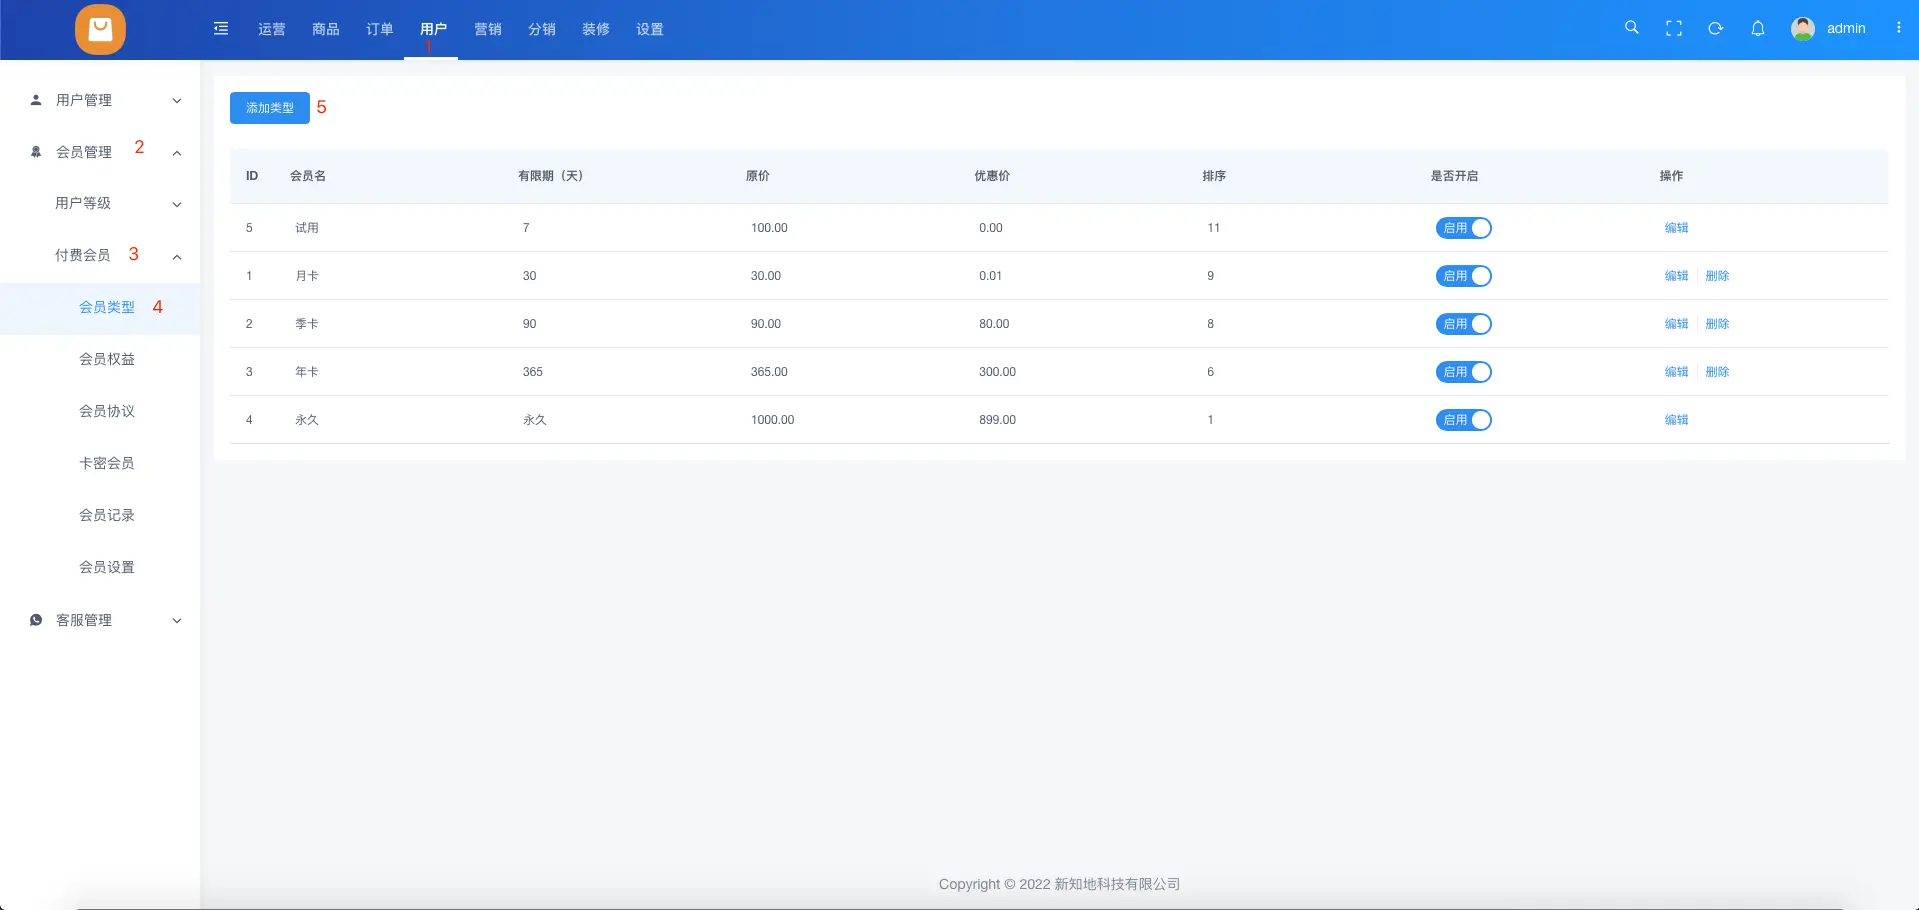 运营 商品 订单 用户 营销 分销 装修 设置 admin
1
用户管理
会员管理 2
用户等级
付费会员 3
会员类型 4
会员权益
会员协议
卡密会员
会员记录
会员设置
客服管理
添加类型 5
ID 会员名 有限期（天） 原价 优惠价 排序 是否开启 操作
5 试用 7 100.00 0.00 11 启用 编辑
1 月卡 30 30.00 0.01 9 启用 编辑 删除
2 季卡 90 90.00 80.00 8 启用 编辑 删除
3 年卡 365 365.00 300.00 6 启用 编辑 删除
4 永久 永久 1000.00 899.00 1 启用 编辑
Copyright © 2022 新知地科技有限公司